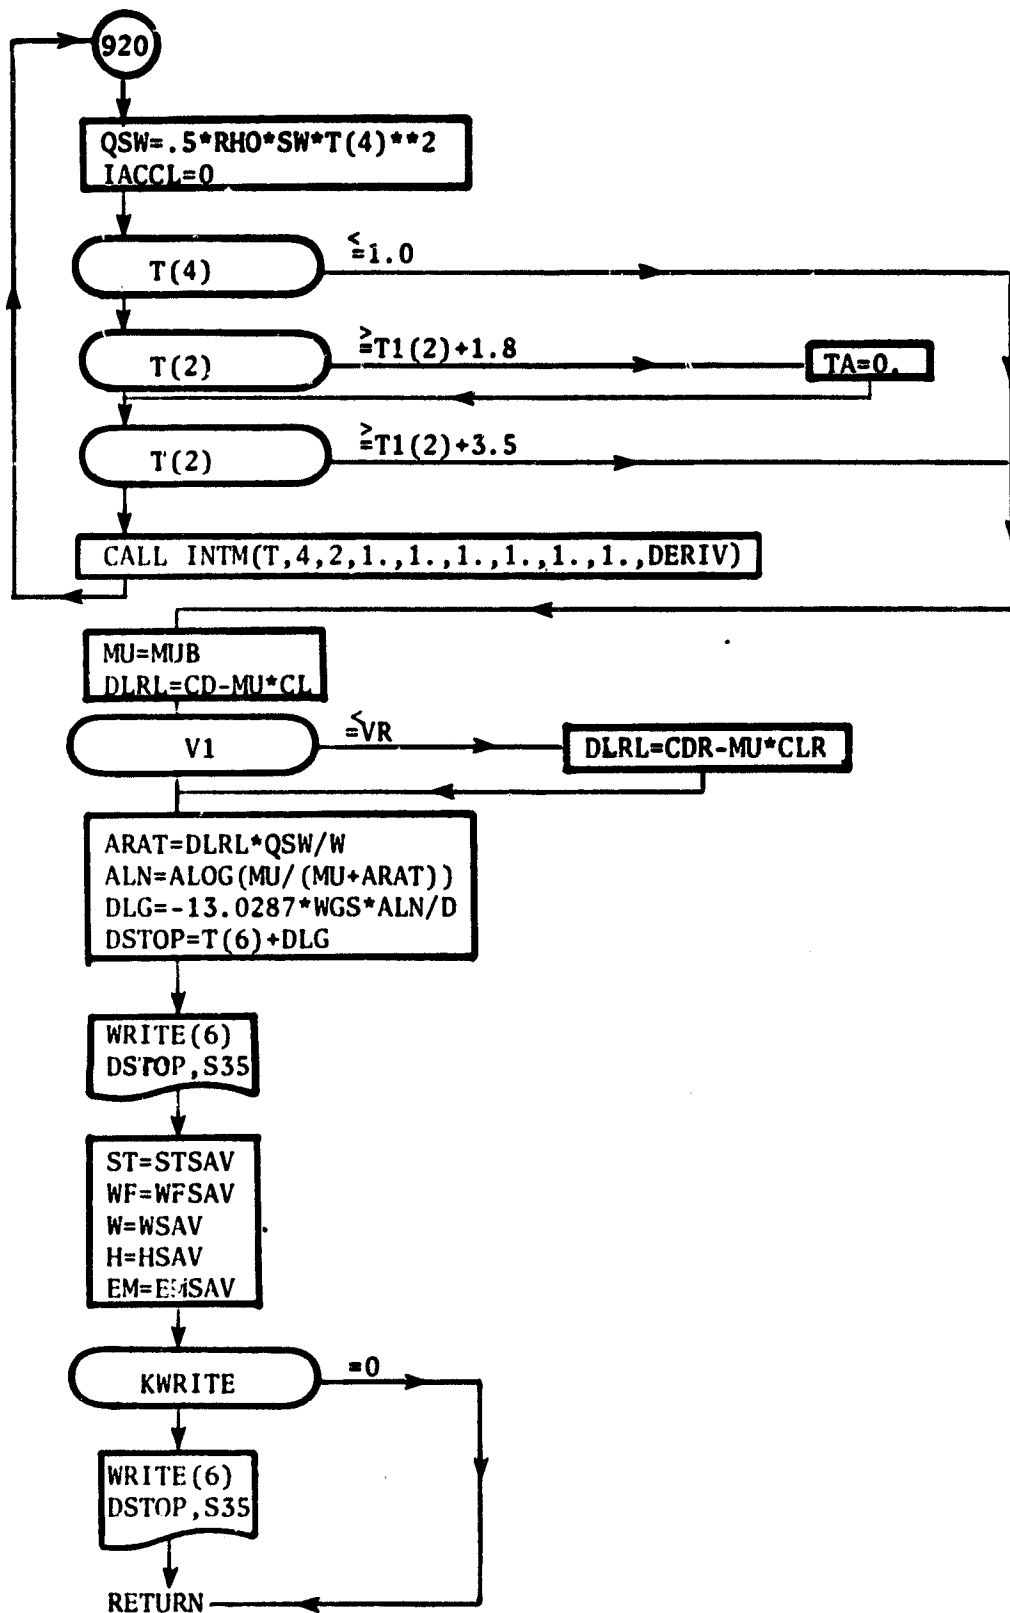 920
QSW=.5*RHO*SW*T(4)**2
IACCL=0
T(4)
≤1.0
T(2)
≥T1(2)+1.8
TA=0.
T(2)
≥T1(2)+3.5
CALL INTM(T,4,2,1.,1.,1.,1.,1.,1.,DERIV)
MU=MUB
DLRL=CD-MU*CL
V1
≤VR
DLRL=CDR-MU*CLR
ARAT=DLRL*QSW/W
ALN=ALOG(MU/(MU+ARAT))
DLG=-13.0287*WGS*ALN/D
DSTOP=T(6)+DLG
WRITE(6)
DSTOP,S35
ST=STSAV
WF=WFSAV
W=WSAV
H=HSAV
EM=EMSAV
KWRITE
=0
WRITE(6)
DSTOP,S35
RETURN